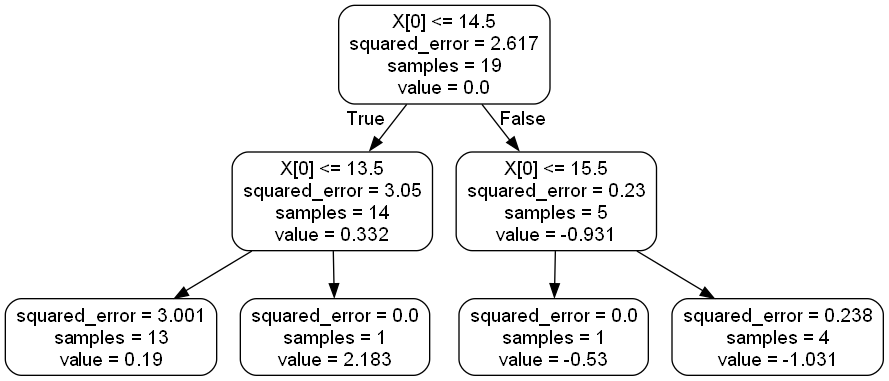 X[0] <= 14.5
squared_error = 2.617
samples = 19
value = 0.0
True
False
X[0] <= 13.5
squared_error = 3.05
samples = 14
value = 0.332
X[0] <= 15.5
squared_error = 0.23
samples = 5
value = -0.931
squared_error = 3.001
samples = 13
value = 0.19
squared_error = 0.0
samples = 1
value = 2.183
squared_error = 0.0
samples = 1
value = -0.53
squared_error = 0.238
samples = 4
value = -1.031